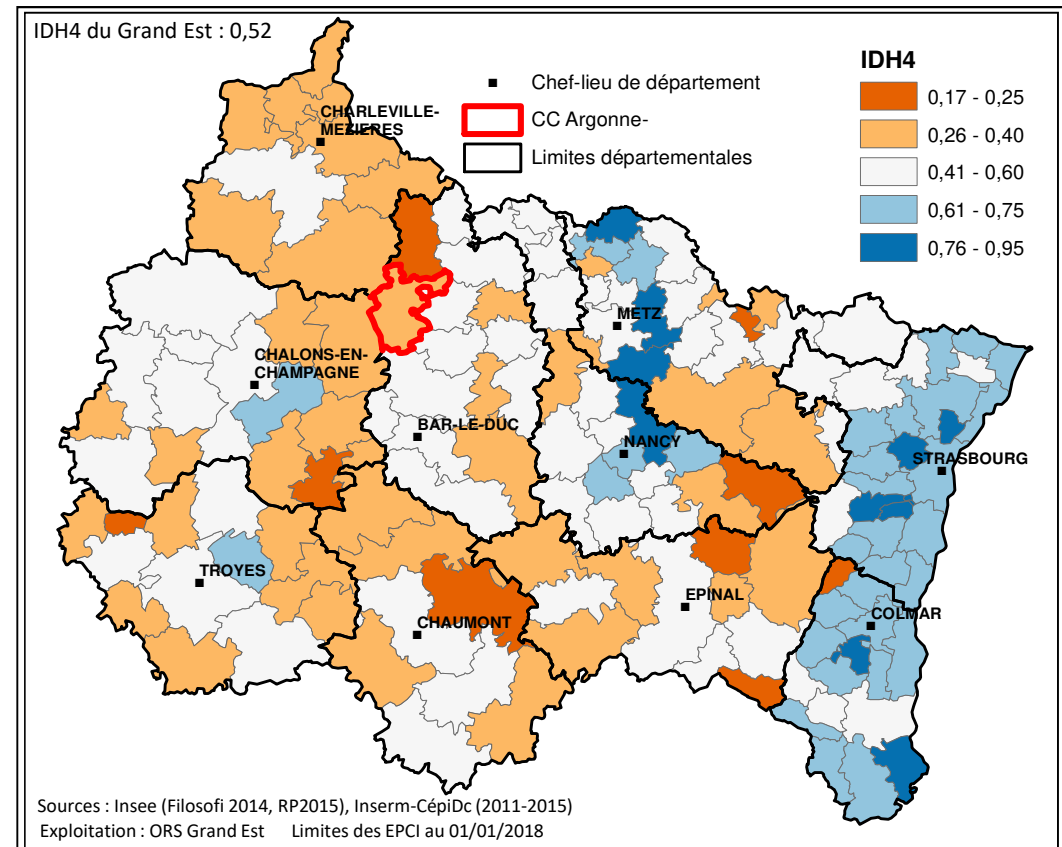 IDH4 du Grand Est : 0,52
Chef-lieu de département
CC Argonne-
Limites départementales
IDH4
0,17 - 0,25
0,26 - 0,40
0,41 - 0,60
0,61 - 0,75
0,76 - 0,95
CHARLEVILLE-
MEZIERES
METZ
CHALONS-EN-
CHAMPAGNE
BAR-LE-DUC
NANCY
STRASBOURG
TROYES
EPINAL
COLMAR
CHAUMONT
Sources : Insee (Filosofi 2014, RP2015), Inserm-CépiDc (2011-2015)
Exploitation : ORS Grand Est Limites des EPCI au 01/01/2018